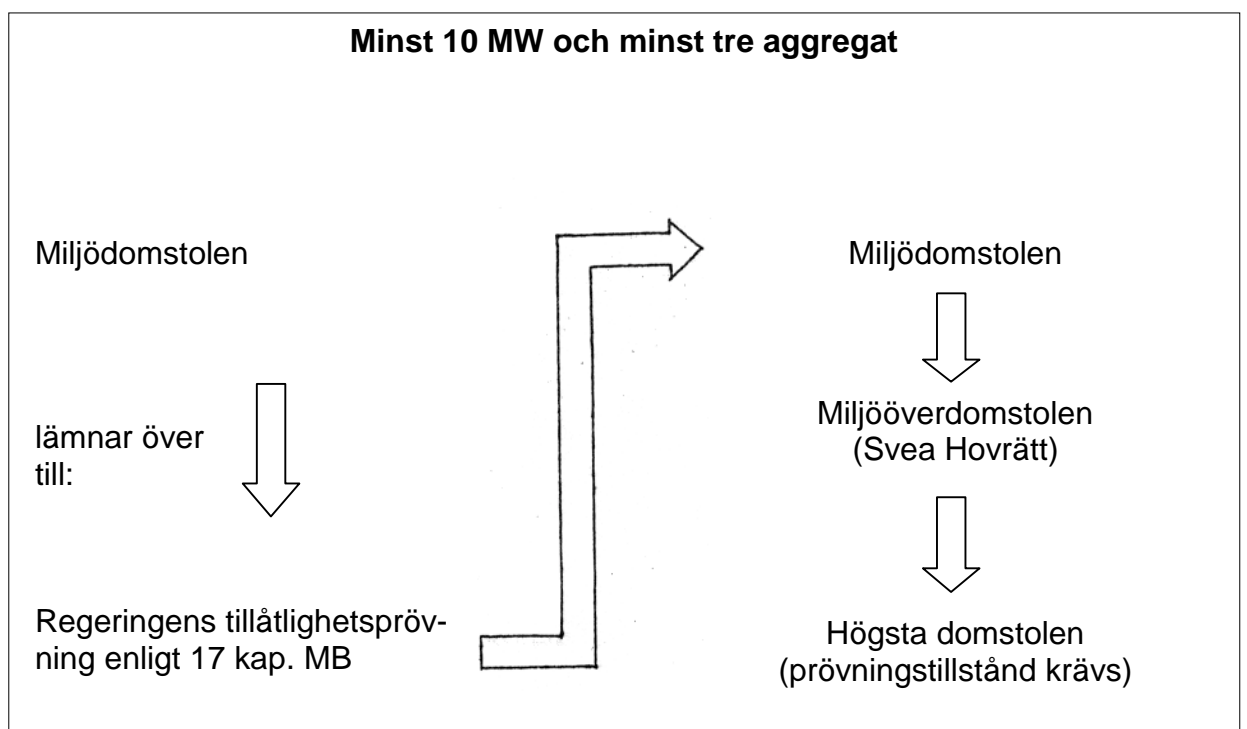 Minst 10 MW och minst tre aggregat
Miljödomstolen
lämnar över
till:
Regeringens tillåtlighetspröv-
ning enligt 17 kap. MB
Miljödomstolen
Miljööverdomstolen
(Svea Hovrätt)
Högsta domstolen
(prövningstillstånd krävs)